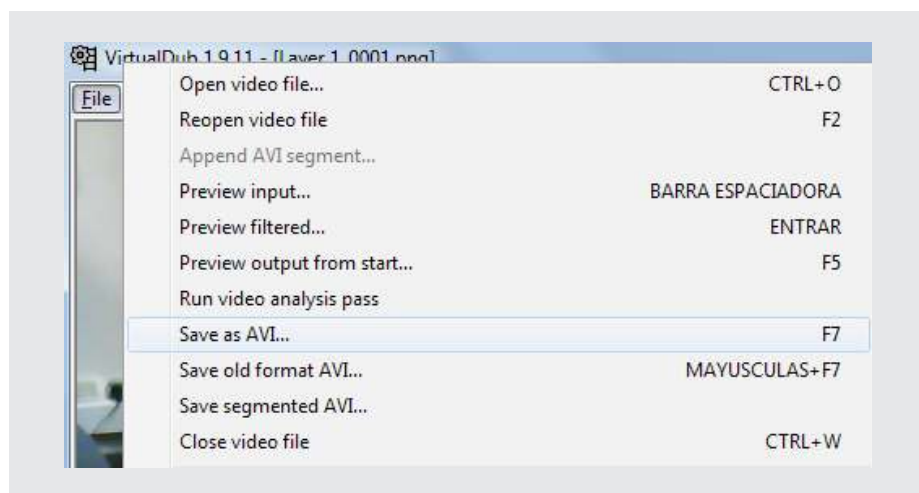 VirtualDub 1.9.11 - [Layer 1_0001.png]
File
Open video file... CTRL+O
Reopen video file F2
Append AVI segment...
Preview input... BARRA ESPACIADORA
Preview filtered... ENTRAR
Preview output from start... F5
Run video analysis pass
Save as AVI... F7
Save old format AVI... MAYUSCULAS+F7
Save segmented AVI...
Close video file CTRL+W